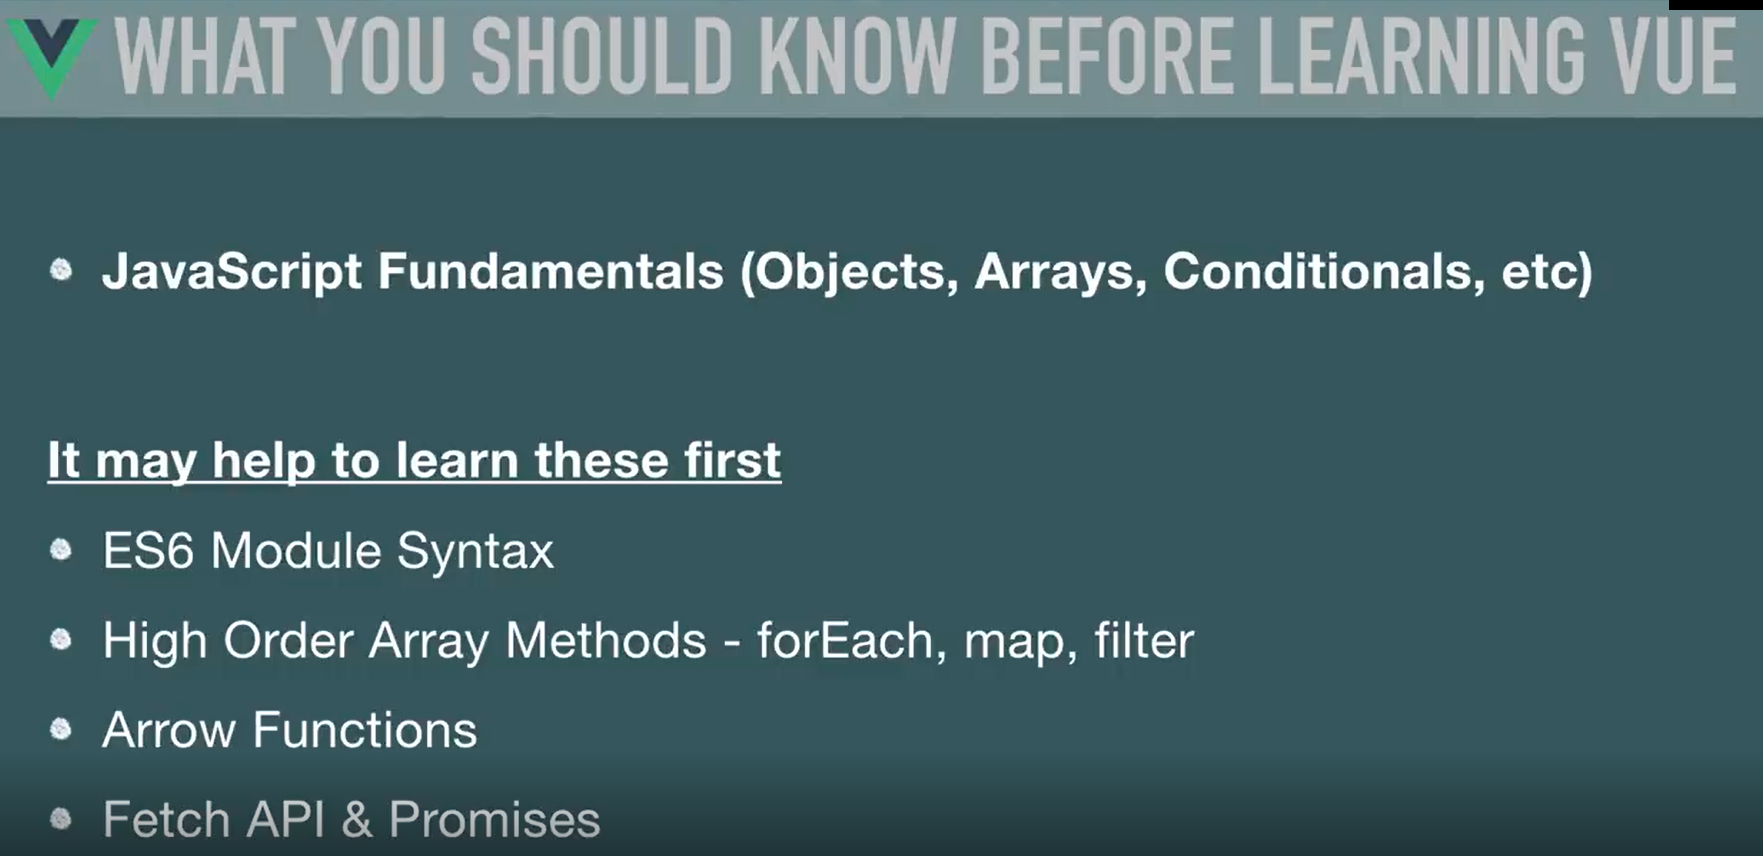 WHAT YOU SHOULD KNOW BEFORE LEARNING VUE
JavaScript Fundamentals (Objects, Arrays, Conditionals, etc)
It may help to learn these first
ES6 Module Syntax
High Order Array Methods - forEach, map, filter
Arrow Functions
Fetch API & Promises